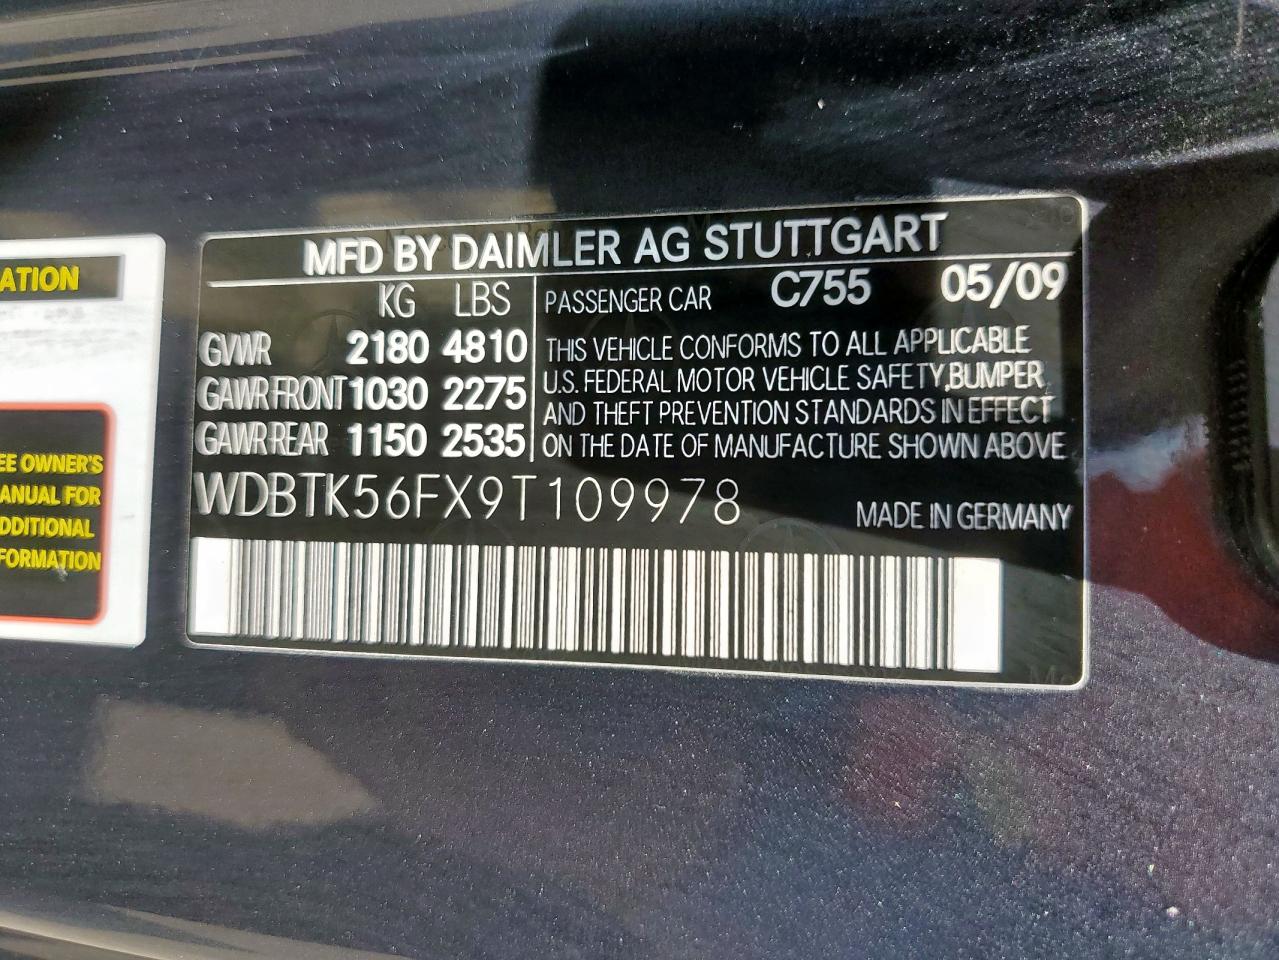 MFD BY DAIMLER AG STUTTGART
KG LBS
GVWR 2180 4810
GAWR FRONT 1030 2275
GAWR REAR 1150 2535
PASSENGER CAR C755 05/09
THIS VEHICLE CONFORMS TO ALL APPLICABLE
U.S. FEDERAL MOTOR VEHICLE SAFETY,BUMPER,
AND THEFT PREVENTION STANDARDS IN EFFECT
ON THE DATE OF MANUFACTURE SHOWN ABOVE
WDBTK56FX9T109978
MADE IN GERMANY
ATION
EE OWNER'S
ANUAL FOR
DDITIONAL
FORMATION